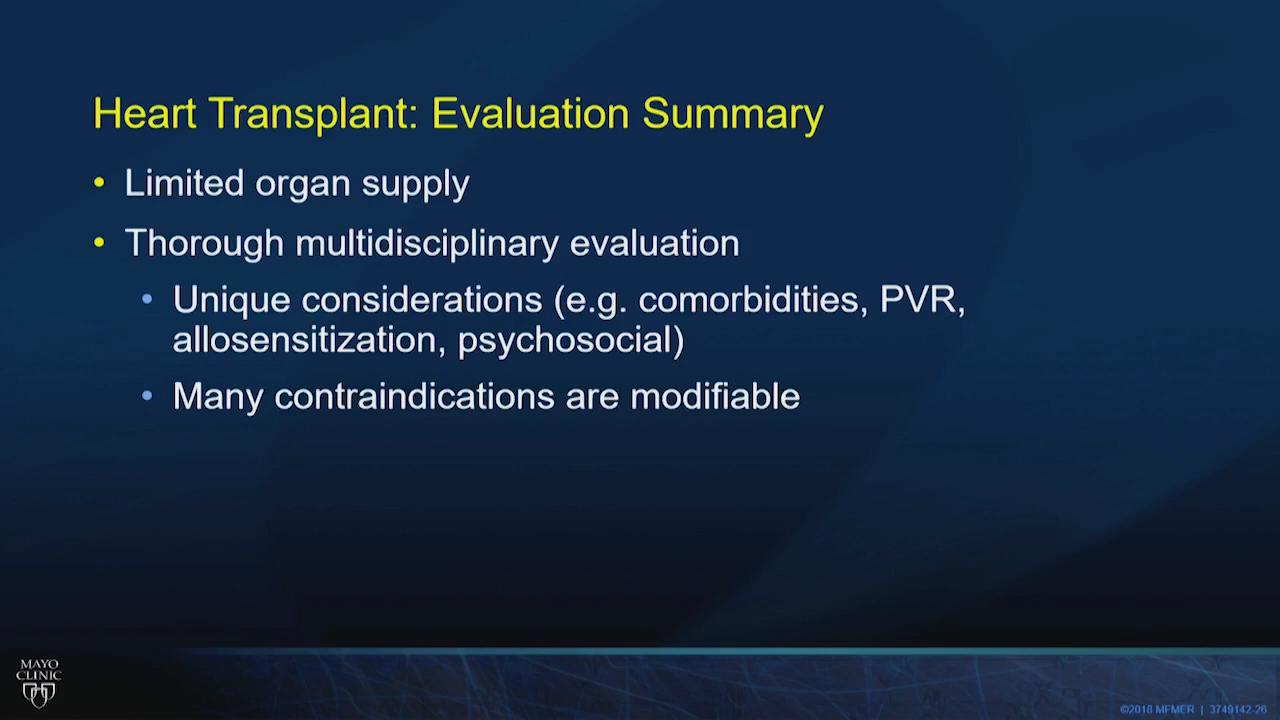 Heart Transplant: Evaluation Summary
• Limited organ supply
• Thorough multidisciplinary evaluation
• Unique considerations (e.g. comorbidities, PVR,
allosensitization, psychosocial)
• Many contraindications are modifiable
MAYO
CLINIC
©2018 MFMER | 3749142-26